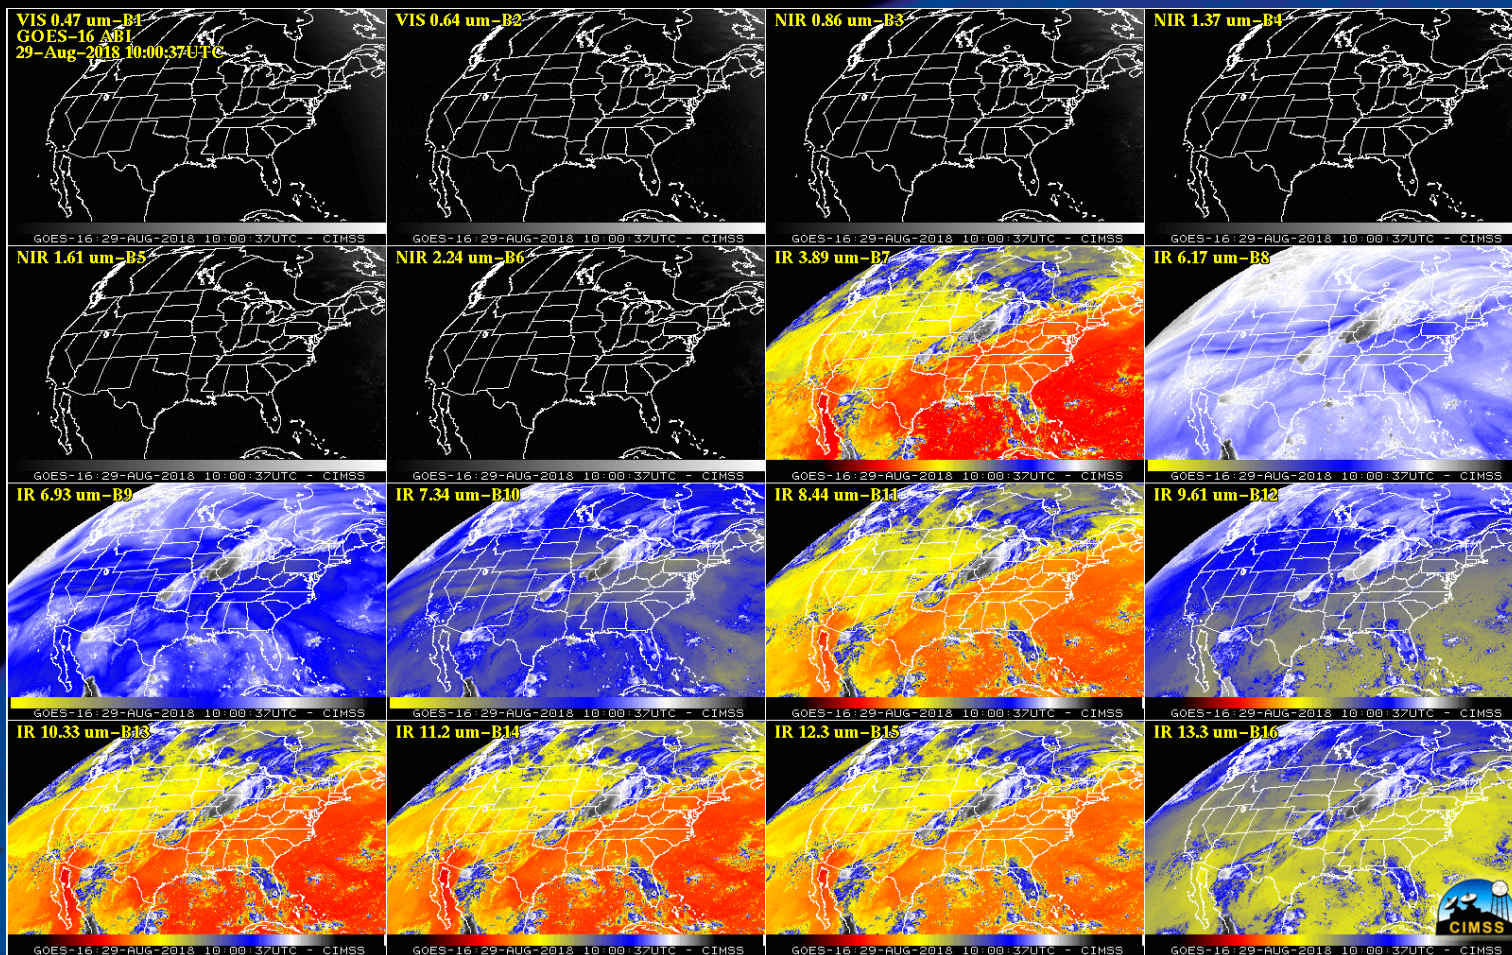 VIS 0.47 um-B1
GOES-16 ABI
29-Aug-2018 10:00:37UTC
GOES-16:29-AUG-2018 10:00:37UTC - CIMSS
VIS 0.64 um-B2
GOES-16:29-AUG-2018 10:00:37UTC - CIMSS
NIR 0.86 um-B3
GOES-16:29-AUG-2018 10:00:37UTC - CIMSS
NIR 1.37 um-B4
GOES-16:29-AUG-2018 10:00:37UTC - CIMSS
NIR 1.61 um-B5
GOES-16:29-AUG-2018 10:00:37UTC - CIMSS
NIR 2.24 um-B6
GOES-16:29-AUG-2018 10:00:37UTC - CIMSS
IR 3.89 um-B7
GOES-16:29-AUG-2018 10:00:37UTC - CIMSS
IR 6.17 um-B8
GOES-16:29-AUG-2018 10:00:37UTC - CIMSS
IR 6.93 um-B9
GOES-16:29-AUG-2018 10:00:37UTC - CIMSS
IR 7.34 um-B10
GOES-16:29-AUG-2018 10:00:37UTC - CIMSS
IR 8.44 um-B11
GOES-16:29-AUG-2018 10:00:37UTC - CIMSS
IR 9.61 um-B12
GOES-16:29-AUG-2018 10:00:37UTC - CIMSS
IR 10.33 um-B13
GOES-16:29-AUG-2018 10:00:37UTC - CIMSS
IR 11.2 um-B14
GOES-16:29-AUG-2018 10:00:37UTC - CIMSS
IR 12.3 um-B15
GOES-16:29-AUG-2018 10:00:37UTC - CIMSS
IR 13.3 um-B16
CIMSS
GOES-16:29-AUG-2018 10:00:37UTC - CIMSS